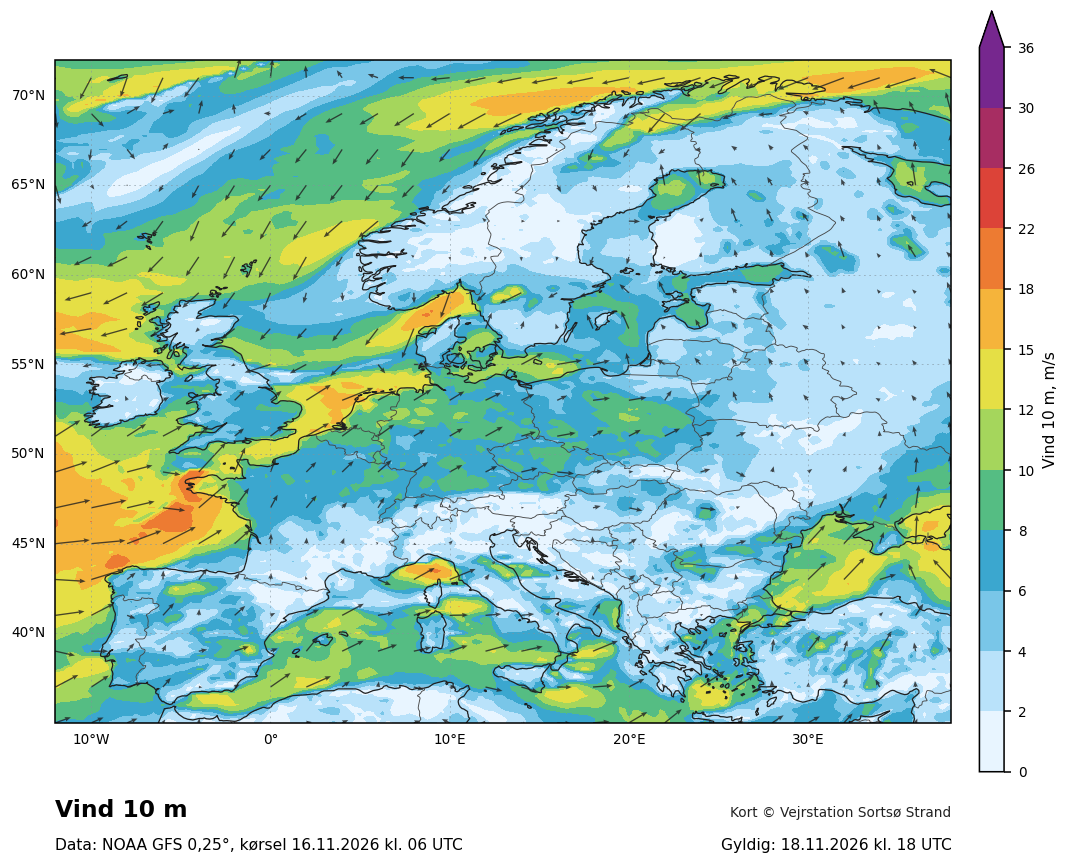 36
30
26
22
18
15
12
10
8
6
4
2
0
Vind 10 m, m/s
70°N
65°N
60°N
55°N
50°N
45°N
40°N
10°W
0°
10°E
20°E
30°E
Vind 10 m
Kort © Vejrstation Sortsø Strand
Data: NOAA GFS 0,25°, kørsel 16.11.2026 kl. 06 UTC
Gyldig: 18.11.2026 kl. 18 UTC